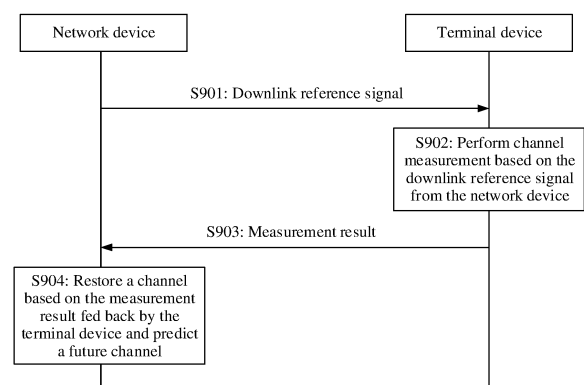 Network device
Terminal device
S901: Downlink reference signal
S902: Perform channel
measurement based on the
downlink reference signal
from the network device
S903: Measurement result
S904: Restore a channel
based on the measurement
result fed back by the
terminal device and predict
a future channel